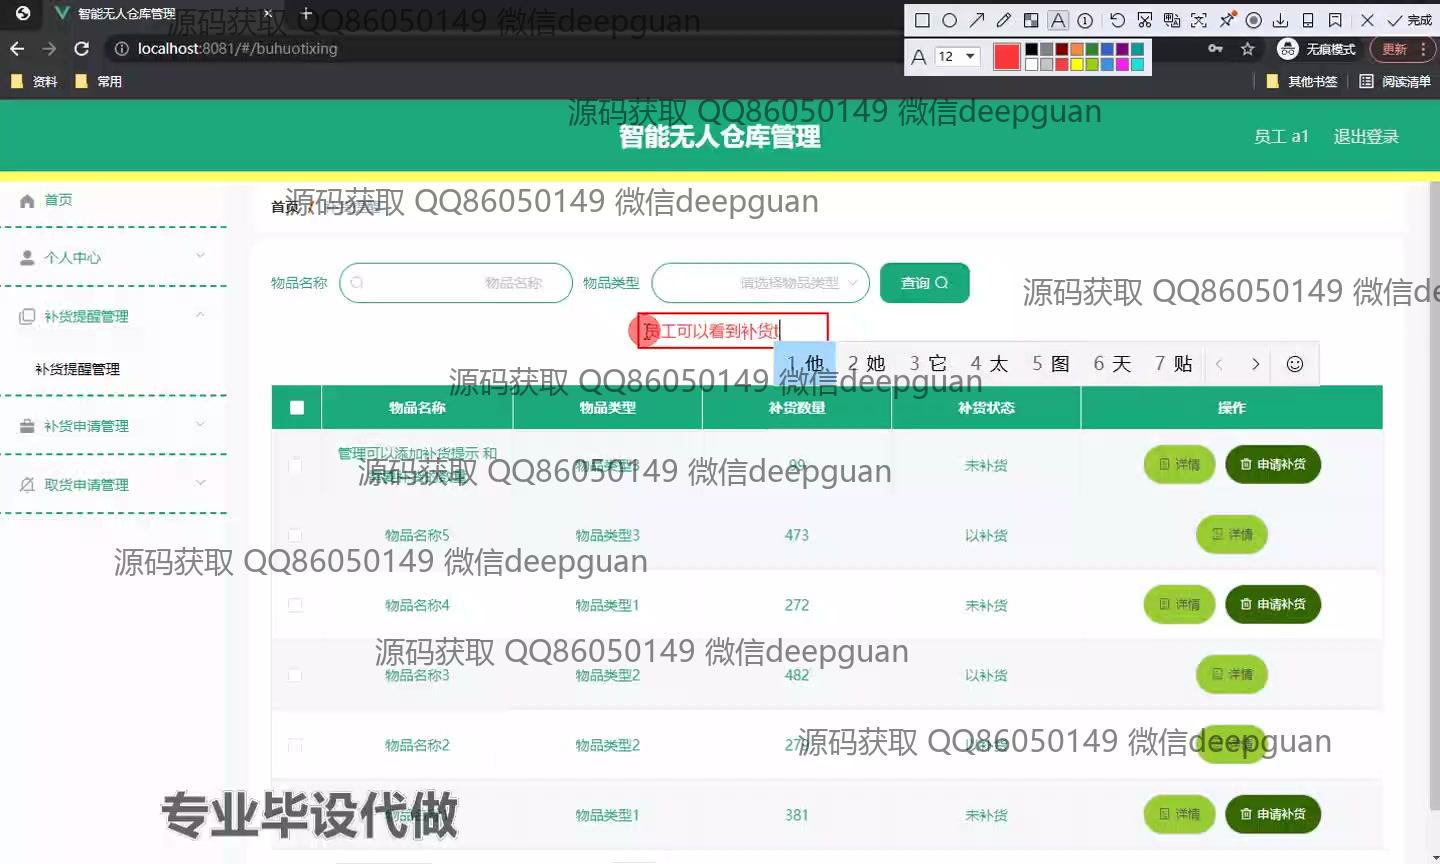 智能无人仓库管理
源码获取 QQ86050149 微信deepguan
完成
localhost:8081/#/buhuotixing
A 12
无痕模式
更新
资料
常用
其他书签
阅读清单
源码获取 QQ86050149 微信deepguan
智能无人仓库管理
员工 a1
退出登录
首页
首页 /
源码获取 QQ86050149 微信deepguan
个人中心
补货提醒管理
补货提醒管理
补货申请管理
取货申请管理
物品名称
物品名称
物品类型
请选择物品类型
查询
源码获取 QQ86050149 微信de
员工可以看到补货t
1 他 2 她 3 它 4 太 5 图 6 天 7 贴
源码获取 QQ86050149 微信deepguan
物品名称 物品类型 补货数量 补货状态 操作
管理可以添加补货提示 和
物品类型3 99 未补货 详情 申请补货
源码获取 QQ86050149 微信deepguan
物品名称5 物品类型3 473 以补货 详情
源码获取 QQ86050149 微信deepguan
物品名称4 物品类型1 272 未补货 详情 申请补货
源码获取 QQ86050149 微信deepguan
物品名称3 物品类型2 482 以补货 详情
物品名称2 物品类型2 以补货 详情
源码获取 QQ86050149 微信deepguan
专业毕设代做
物品类型1 381 未补货 详情 申请补货